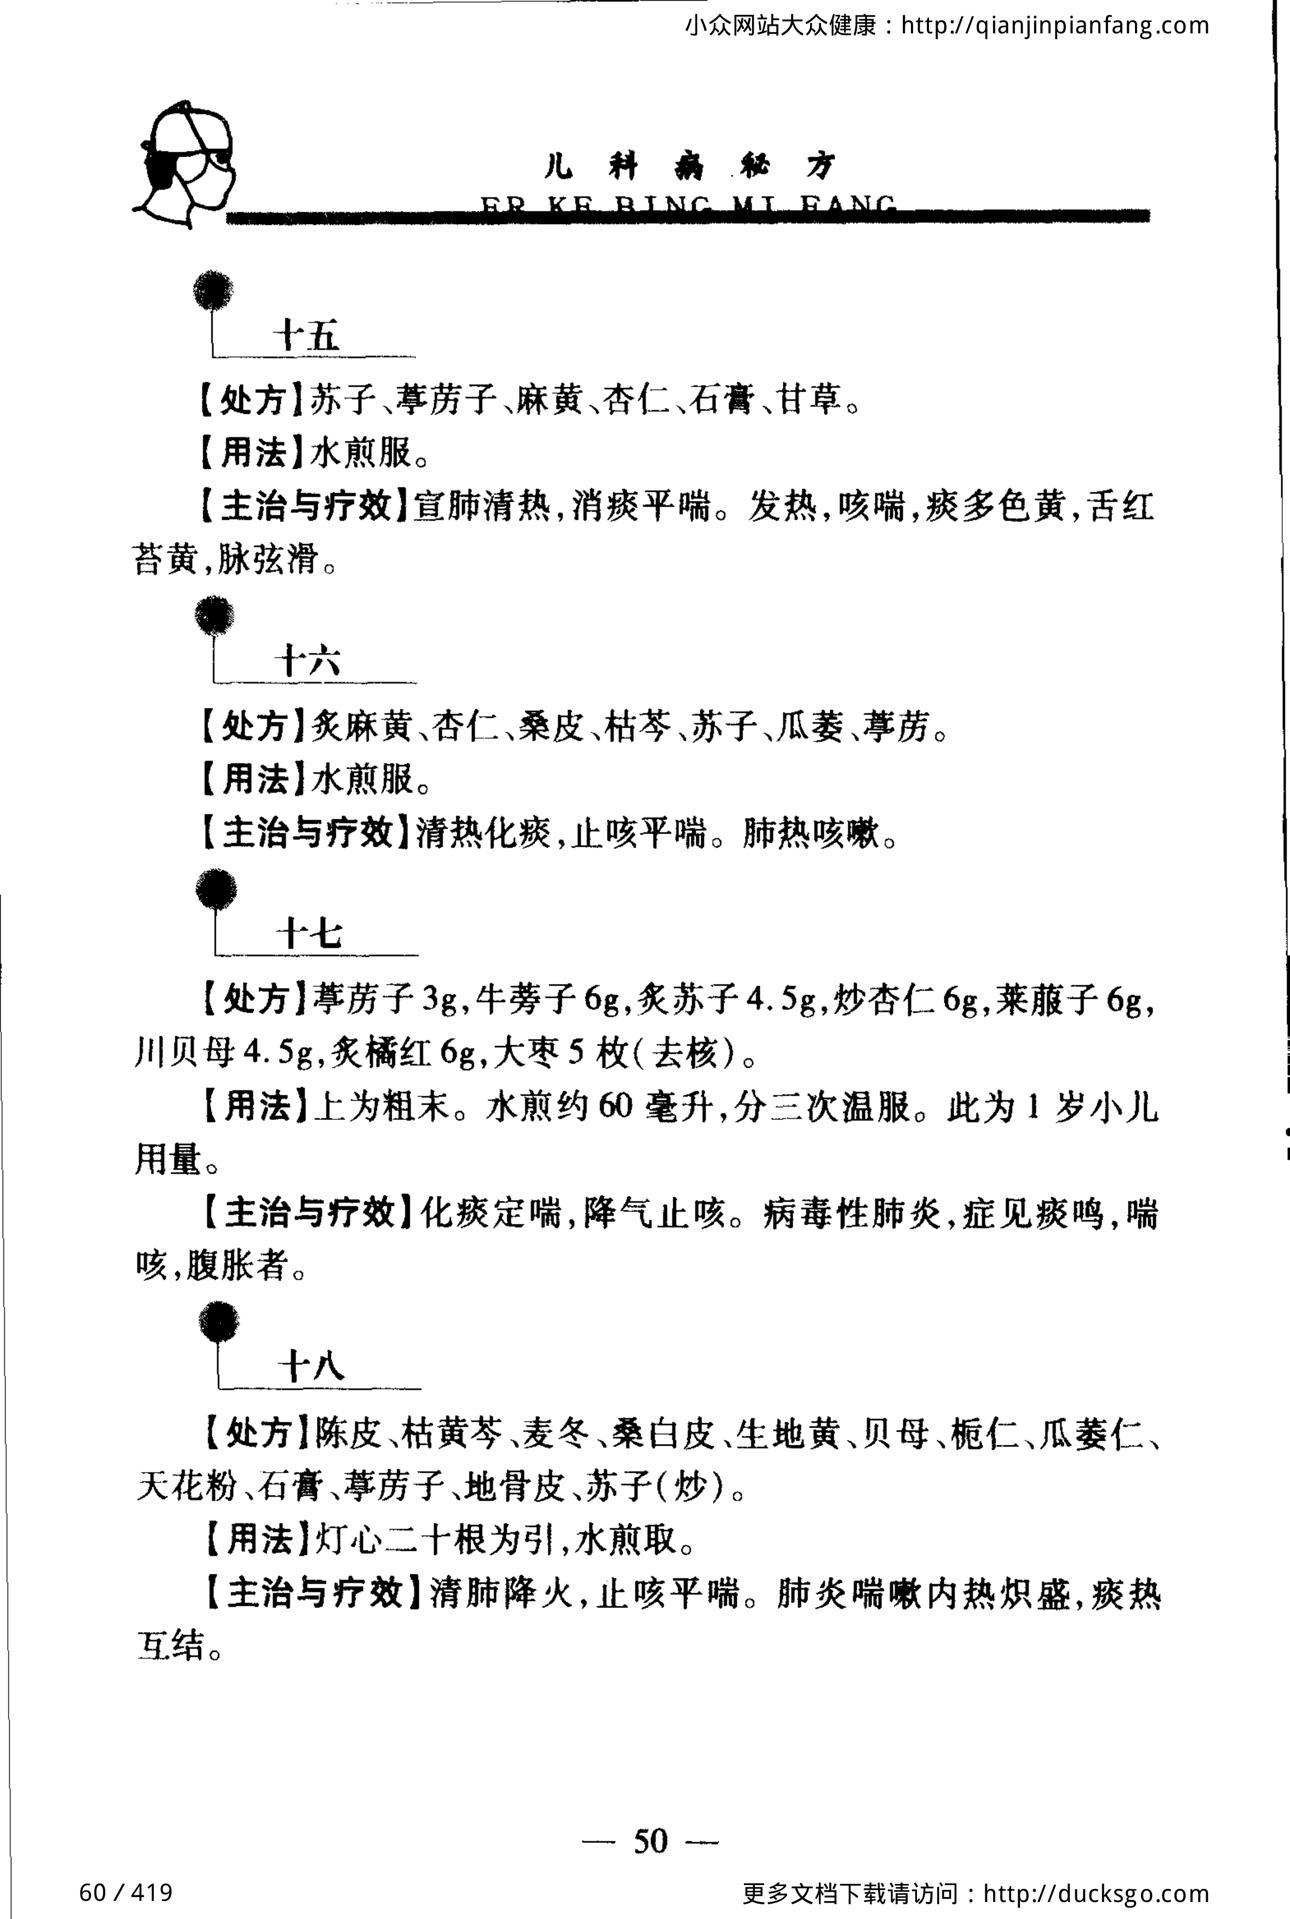 小众网站大众健康：http://qianjinpianfang.com
儿科病秘方
ER KE BING MI FANG
十五
【处方】苏子、葶苈子、麻黄、杏仁、石膏、甘草。
【用法】水煎服。
【主治与疗效】宣肺清热,消痰平喘。发热,咳喘,痰多色黄,舌红
苔黄,脉弦滑。
十六
【处方】炙麻黄、杏仁、桑皮、枯芩、苏子、瓜蒌、葶苈。
【用法】水煎服。
【主治与疗效】清热化痰,止咳平喘。肺热咳嗽。
十七
【处方】葶苈子3g,牛蒡子6g,炙苏子4.5g,炒杏仁6g,莱菔子6g,
川贝母4.5g,炙橘红6g,大枣5枚(去核)。
【用法】上为粗末。水煎约60毫升,分三次温服。此为1岁小儿
用量。
【主治与疗效】化痰定喘,降气止咳。病毒性肺炎,症见痰鸣,喘
咳,腹胀者。
十八
【处方】陈皮、枯黄芩、麦冬、桑白皮、生地黄、贝母、栀仁、瓜蒌仁、
天花粉、石膏、葶苈子、地骨皮、苏子(炒)。
【用法】灯心二十根为引,水煎取。
【主治与疗效】清肺降火,止咳平喘。肺炎喘嗽内热炽盛,痰热
互结。
— 50 —
60 / 419
更多文档下载请访问：http://ducksgo.com